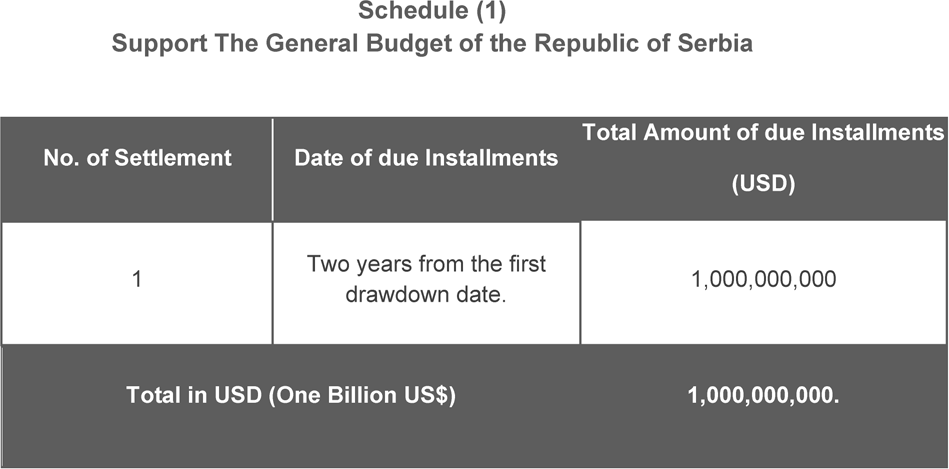 Schedule (1)
Support The General Budget of the Republic of Serbia
No. of Settlement
Date of due Installments
Total Amount of due Installments
(USD)
1
Two years from the first
drawdown date.
1,000,000,000
Total in USD (One Billion US$)
1,000,000,000.